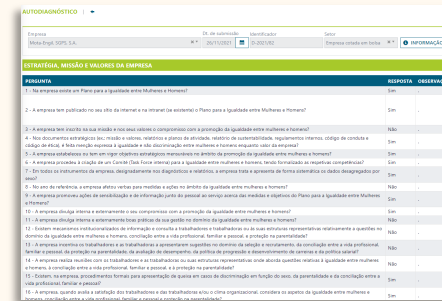 AUTODIAGNÓSTICO
Empresa
Dt. de submissão
Identificador
Setor
Mota-Engil, SGPS, S.A.
26/11/2021
D-2021/82
Empresa cotada em bolsa
INFORMAÇÃO
ESTRATÉGIA, MISSÃO E VALORES DA EMPRESA
PERGUNTA RESPOSTA OBSERVAÇ
1 - Na empresa existe um Plano para a Igualdade entre Mulheres e Homens? Sim
2 - A empresa tem publicado no seu sítio da internet e na intranet (se existente) o Plano para a Igualdade entre Mulheres e Homens? Sim
3 - A empresa tem inscrito na sua missão e nos seus valores o compromisso com a promoção da igualdade entre mulheres e homens? Não
4 - Nos documentos estratégicos (ex.: missão e valores, relatórios e planos de atividade, relatório de sustentabilidade, regulamentos internos, código de conduta e
código de ética), é feita menção expressa à igualdade e não discriminação entre mulheres e homens enquanto valor da empresa? Sim
5 - A empresa estabeleceu ou tem em vigor objetivos estratégicos mensuráveis no âmbito da promoção da igualdade entre mulheres e homens? Sim
6 - A empresa procedeu à criação de um Comité (Task Force interna) para a igualdade entre mulheres e homens, tendo formalizado as respetivas competências? Sim
7 - Em todos os instrumentos da empresa, designadamente nos diagnósticos e relatórios, a empresa trata e apresenta de forma sistemática os dados desagregados por
sexo? Sim
8 - No ano de referência, a empresa afetou verbas para medidas e ações no âmbito da igualdade entre mulheres e homens? Não
9 - A empresa promoveu ações de sensibilização e de informação junto do pessoal ao serviço acerca das medidas e objetivos do Plano para a Igualdade entre Mulheres
e Homens? Sim
10 - A empresa divulga interna e externamente o seu compromisso com a promoção da igualdade entre mulheres e homens? Sim
11 - A empresa divulga interna e externamente boas práticas de sua gestão no domínio da igualdade entre mulheres e homens? Não
12 - Existem mecanismos institucionalizados de informação e consulta a trabalhadores e trabalhadoras ou às suas estruturas representativas relativamente a questões no
domínio da igualdade entre mulheres e homens, conciliação entre a vida profissional, familiar e pessoal, e proteção na parentalidade? Não
13 - A empresa incentiva os trabalhadores e as trabalhadoras a apresentarem sugestões no domínio da seleção e recrutamento, da conciliação entre a vida profissional,
familiar e pessoal, da proteção na parentalidade, da avaliação de desempenho, da política de progressão e desenvolvimento de carreiras e da política salarial? Não
14 - A empresa realiza reuniões com os trabalhadores e as trabalhadoras ou suas estruturas representativas onde aborda questões relativas à igualdade entre mulheres
e homens, à conciliação entre a vida profissional, familiar e pessoal, e à proteção na parentalidade? Não
15 - Existem, na empresa, procedimentos formais para apresentação de queixa em casos de discriminação em função do sexo, da parentalidade e da conciliação entre a
vida profissional, familiar e pessoal? Sim
16 - A empresa, quando avalia a satisfação dos trabalhadores e das trabalhadoras e/ou o clima organizacional, considera os aspetos da igualdade entre mulheres e
homens, conciliação entre a vida profissional, familiar e pessoal, e proteção na parentalidade? Sim